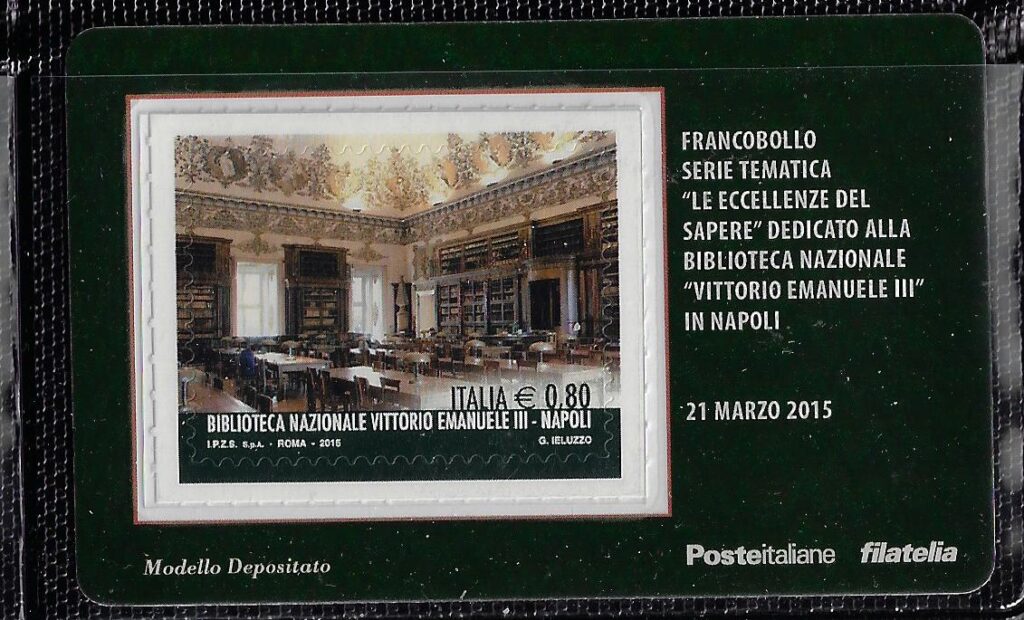 FRANCOBOLLO
SERIE TEMATICA
“LE ECCELLENZE DEL
SAPERE” DEDICATO ALLA
BIBLIOTECA NAZIONALE
“VITTORIO EMANUELE III”
IN NAPOLI
21 MARZO 2015
ITALIA € 0,80
BIBLIOTECA NAZIONALE VITTORIO EMANUELE III - NAPOLI
I.P.Z.S. S.p.A. - ROMA - 2015 G. IELUZZO
Modello Depositato
Posteitaliane filatelia